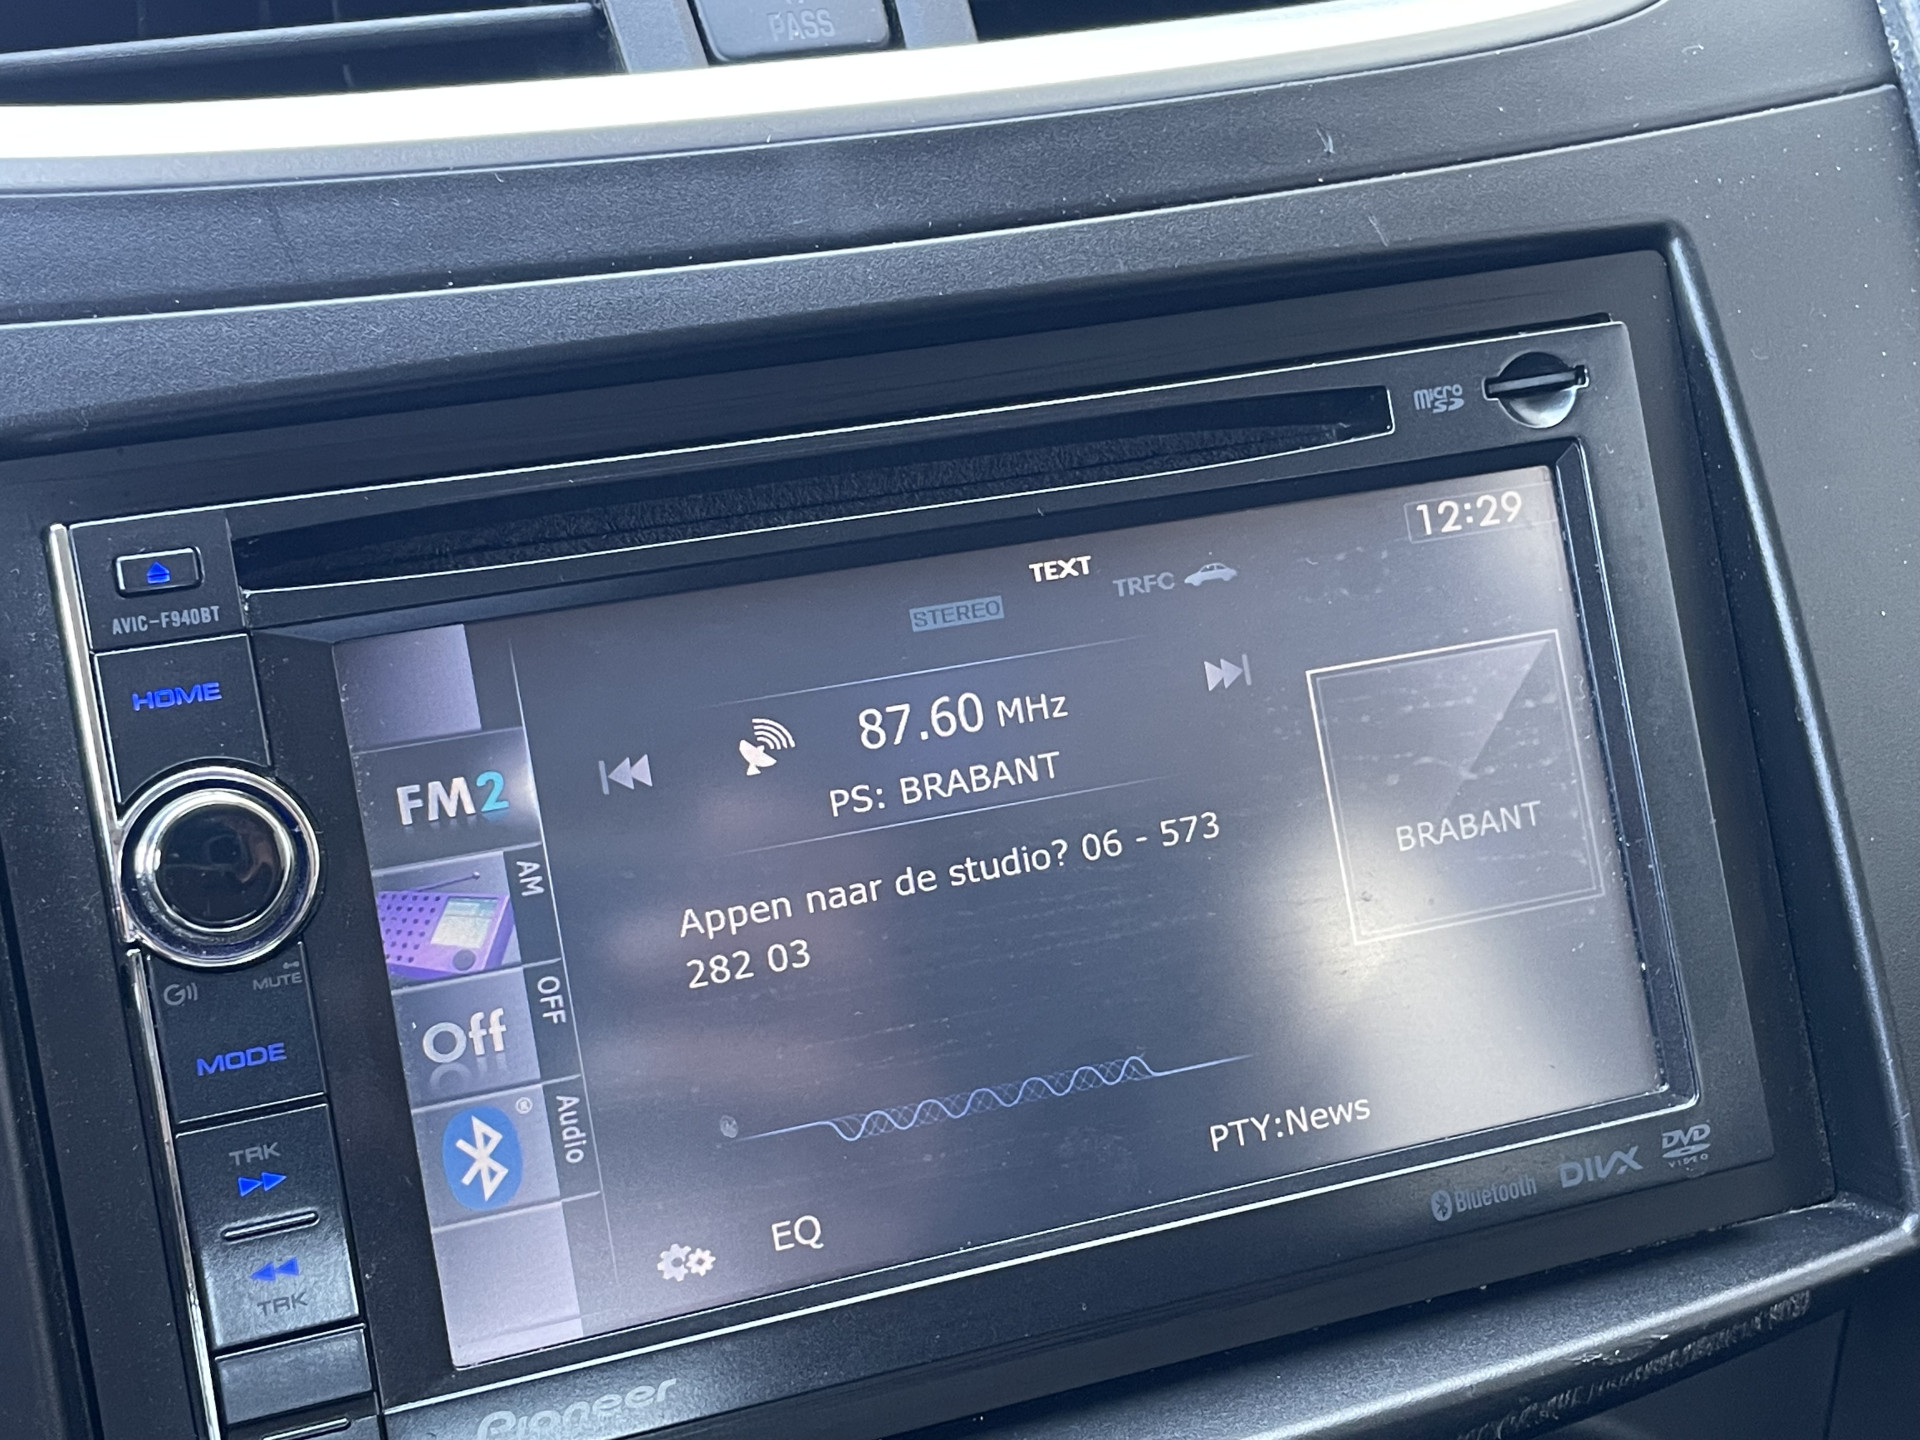 PASS
micro
SD
12:29
TEXT
TRFC
STEREO
AVIC-F940BT
HOME
87.60 MHz
PS: BRABANT
FM2
BRABANT
Appen naar de studio? 06 - 573
282 03
AM
MUTE
OFF
Off
MODE
Audio
®
PTY:News
TRK
TRK
EQ
Bluetooth
DIVX
DVD
VIDEO
Pioneer